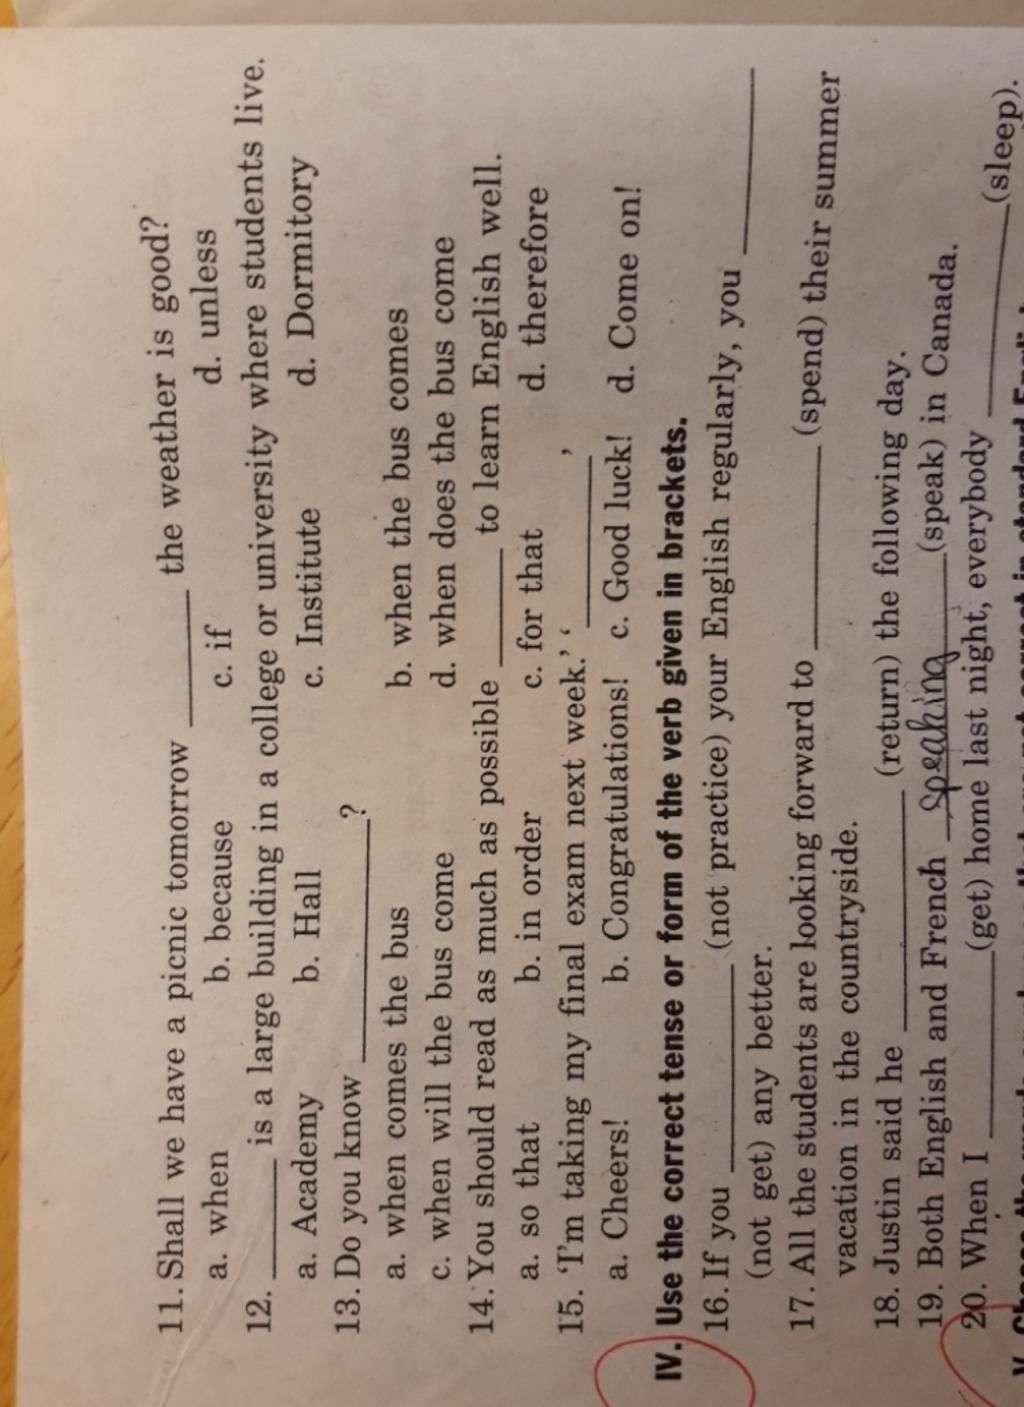 11. Shall we have a picnic tomorrow ______ the weather is good?
a. when b. because c. if d. unless
12. ______ is a large building in a college or university where students live.
a. Academy b. Hall c. Institute d. Dormitory
13. Do you know ____________?
a. when comes the bus b. when the bus comes
c. when will the bus come d. when does the bus come
14. You should read as much as possible ______ to learn English well.
a. so that b. in order c. for that d. therefore
15. 'I'm taking my final exam next week.' '________'
a. Cheers! b. Congratulations! c. Good luck! d. Come on!
IV. Use the correct tense or form of the verb given in brackets.
16. If you __________ (not practice) your English regularly, you __________
(not get) any better.
17. All the students are looking forward to __________ (spend) their summer
vacation in the countryside.
18. Justin said he ____________ (return) the following day.
19. Both English and French speaking (speak) in Canada.
20. When I __________ (get) home last night, everybody __________ (sleep).